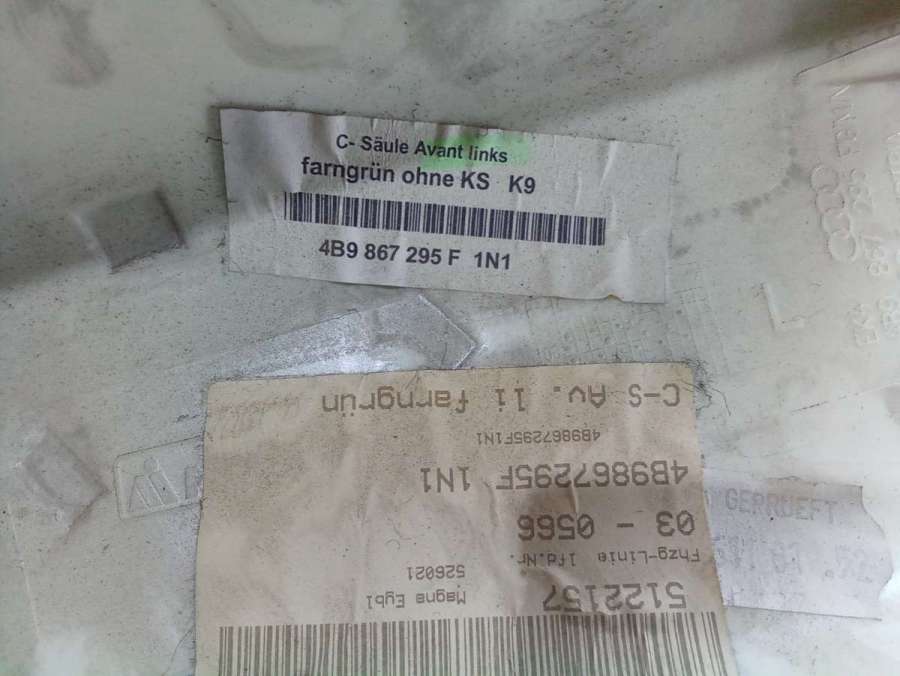 C- Säule Avant links
farngrün ohne KS K9
4B9 867 295 F 1N1
C-S Av. li farngrün
4B9867295F1N1
4B9867295F 1N1
03 - 0566
Fhzg-Linie lfd.Nr.
526021
Magna Eybl
5122157
GEPRUEFT